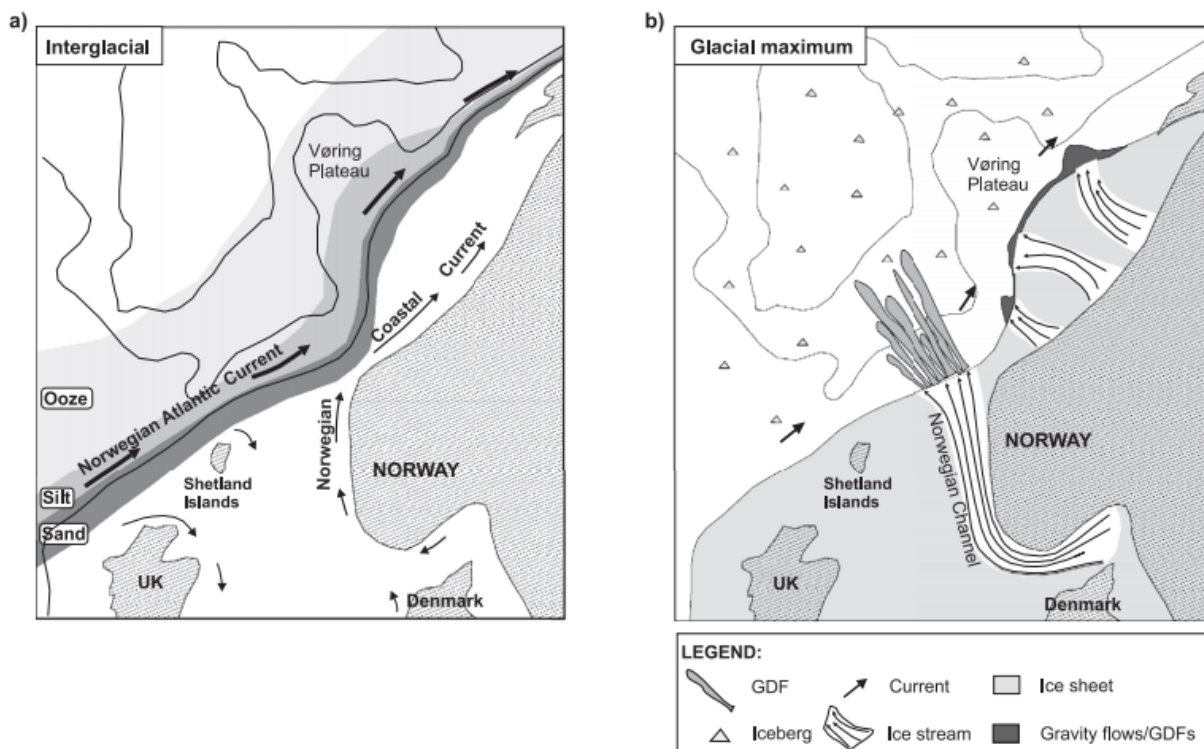 a)
Interglacial
Vøring
Plateau
Norwegian Atlantic Current
Norwegian Coastal Current
Ooze
Silt
Sand
Shetland
Islands
NORWAY
UK
Denmark
b)
Glacial maximum
Vøring
Plateau
Norwegian Channel
NORWAY
Shetland
Islands
UK
Denmark
LEGEND:
GDF
Current
Ice sheet
Iceberg
Ice stream
Gravity flows/GDFs